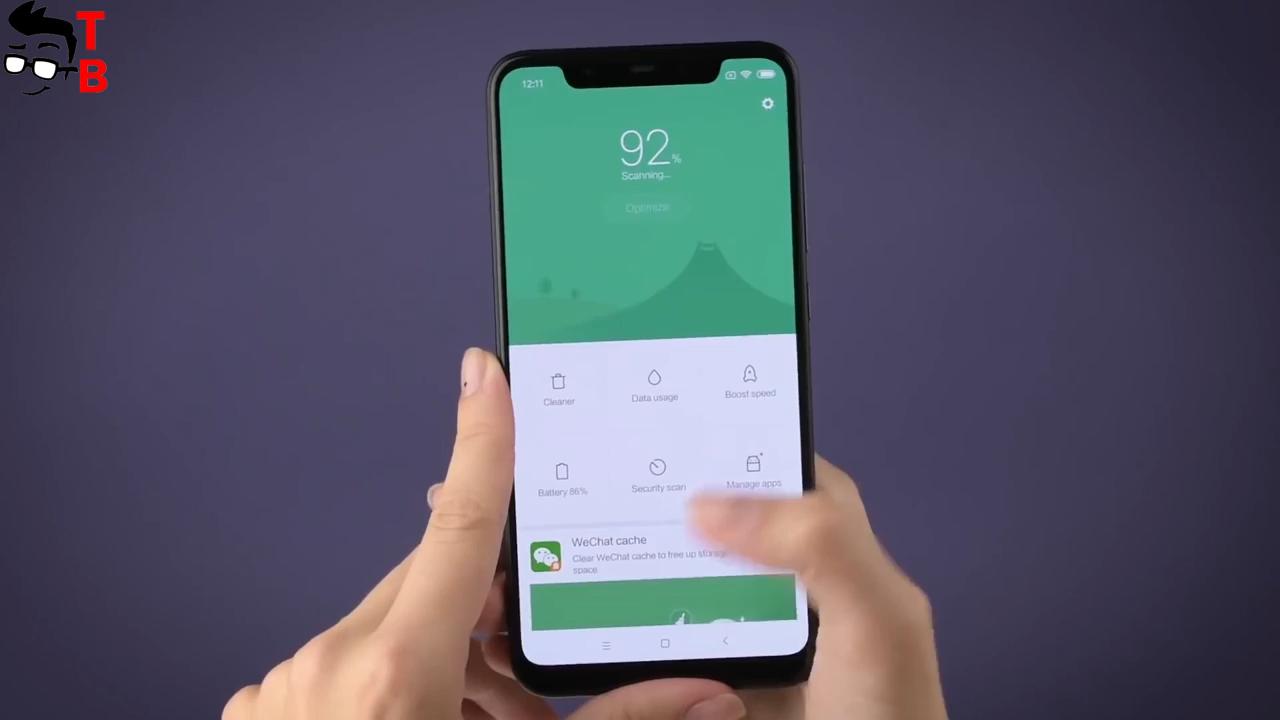 T
B
12:11
92%
Scanning...
Optimize
Cleaner
Data usage
Boost speed
Battery 86%
Security scan
Manage apps
WeChat cache
Clear WeChat cache to free up storage
space